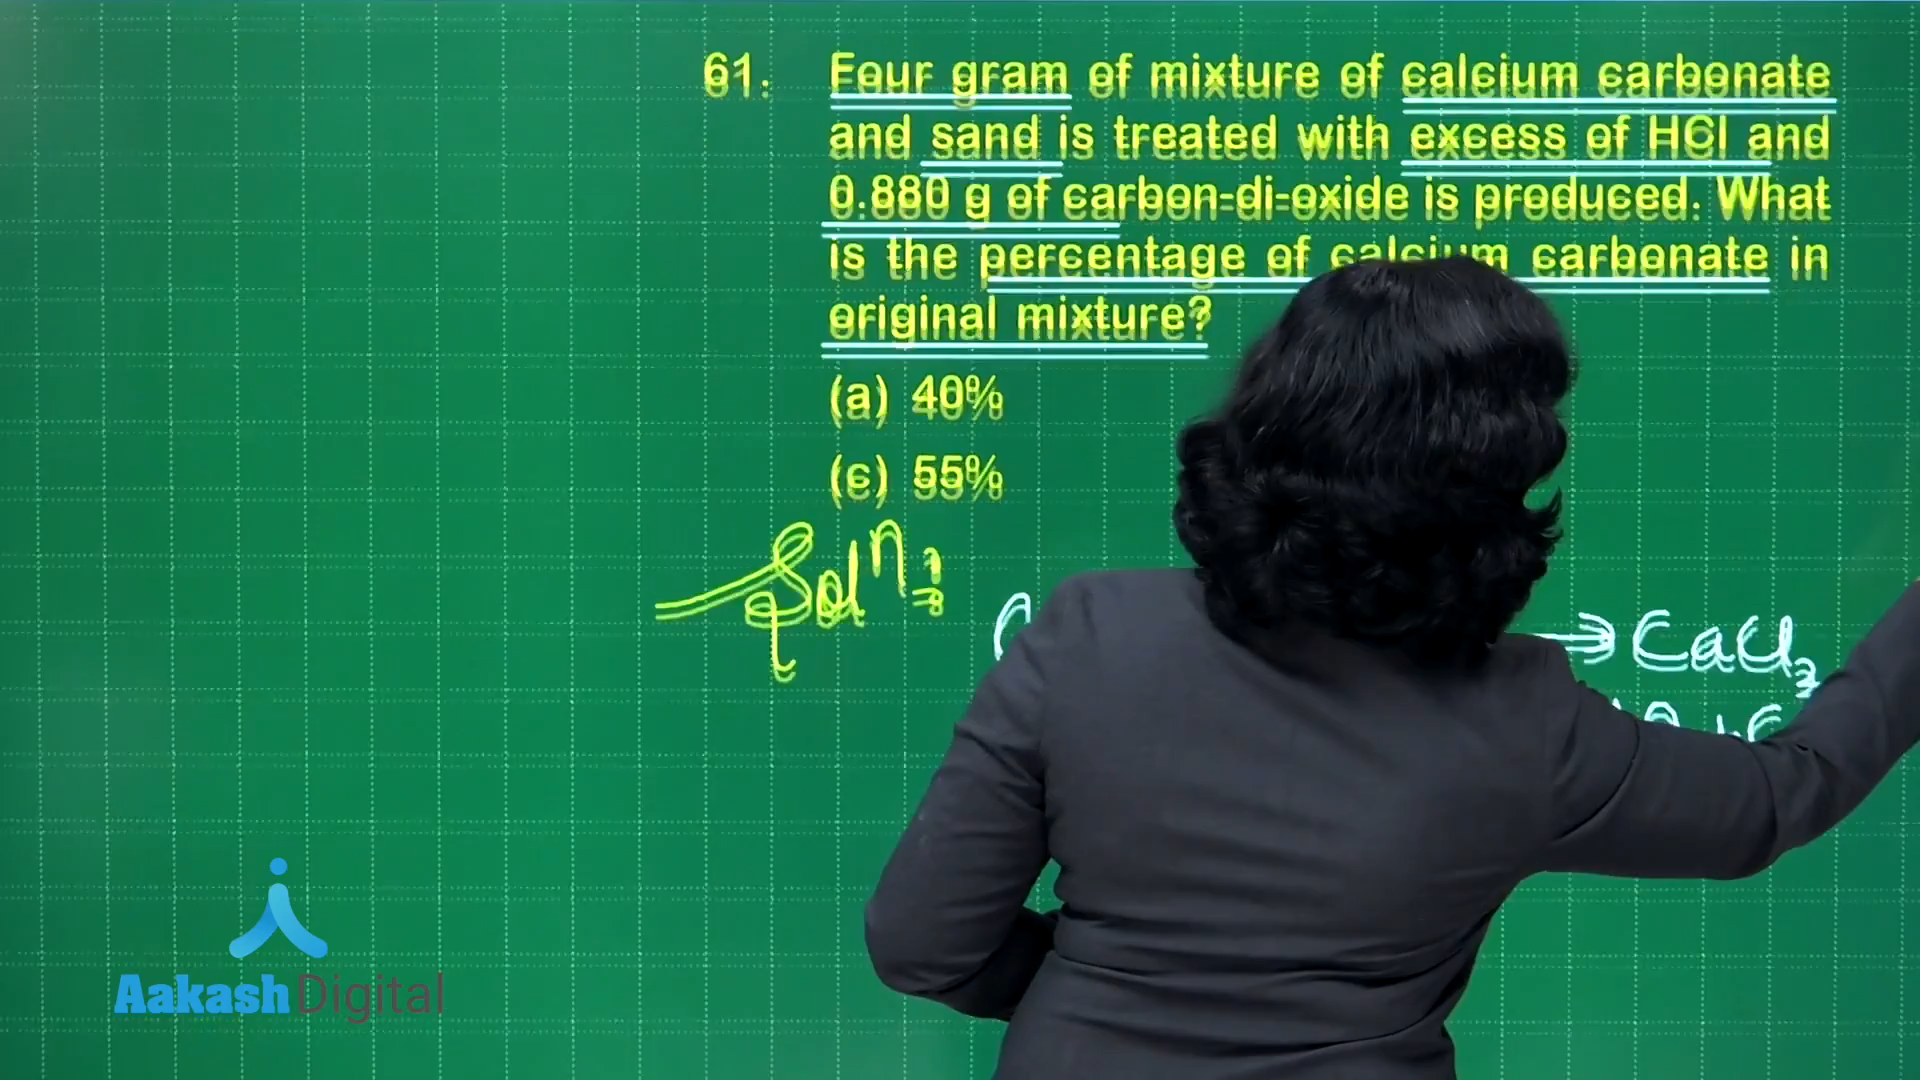 61. Four gram of mixture of calcium carbonate
and sand is treated with excess of HCl and
0.880 g of carbon-di-oxide is produced. What
is the percentage of calcium carbonate in
original mixture?
(a) 40%
(c) 55%
Solⁿ:
CaCl₂
Aakash Digital